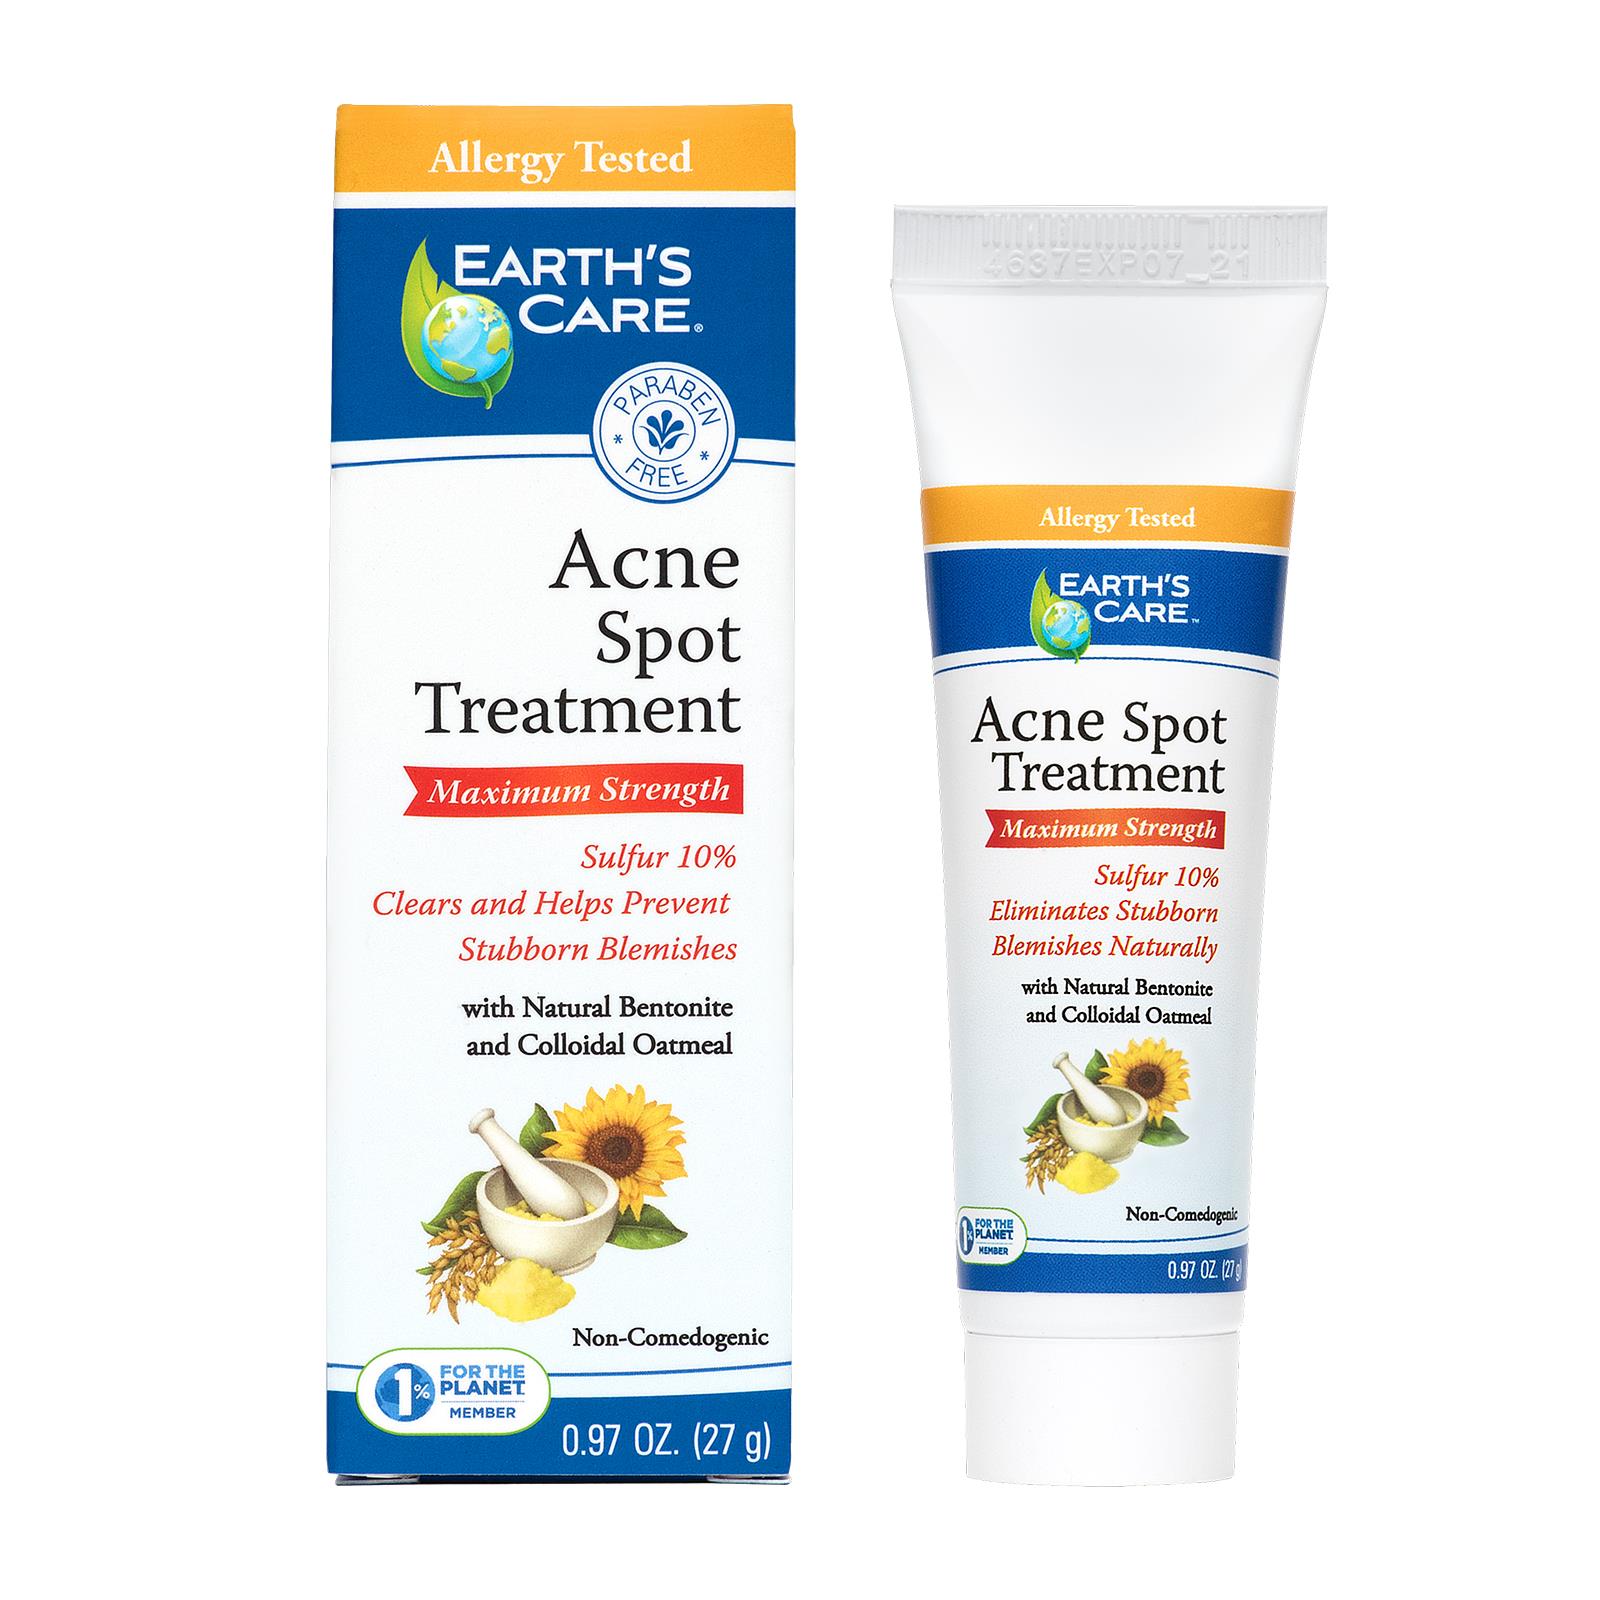 Allergy Tested
EARTH'S
CARE®
PARABEN
* *
FREE
Acne
Spot
Treatment
Maximum Strength
Sulfur 10%
Clears and Helps Prevent
Stubborn Blemishes
with Natural Bentonite
and Colloidal Oatmeal
Non-Comedogenic
1%
FOR THE
PLANET™
MEMBER
0.97 OZ. (27 g)
4637EXP07_21
Allergy Tested
EARTH'S
CARE™
Acne Spot
Treatment
Maximum Strength
Sulfur 10%
Eliminates Stubborn
Blemishes Naturally
with Natural Bentonite
and Colloidal Oatmeal
Non-Comedogenic
1%
FOR THE
PLANET™
MEMBER
0.97 OZ. (27 g)